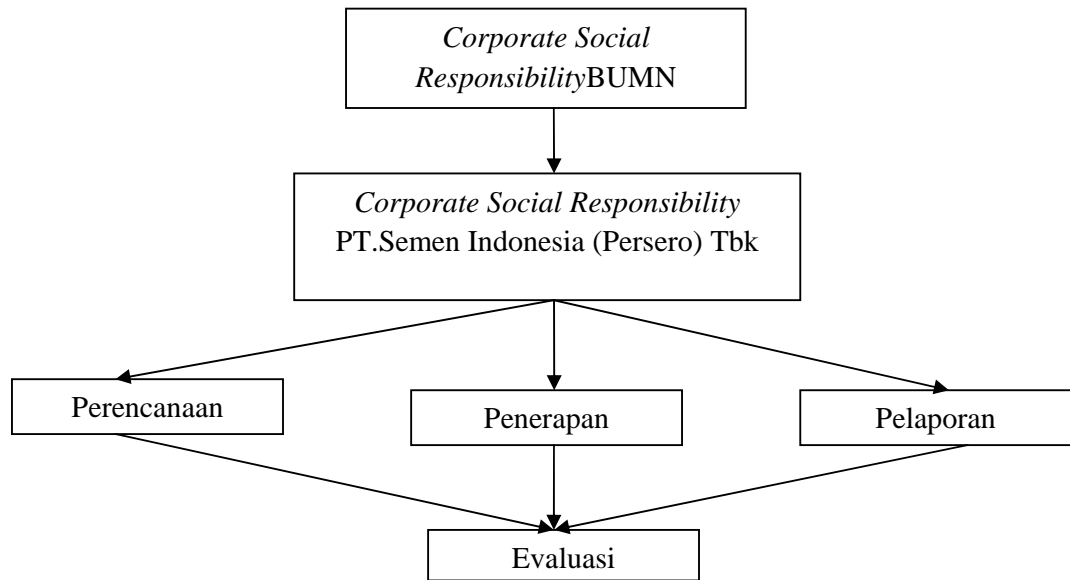 Corporate Social
ResponsibilityBUMN
Corporate Social Responsibility
PT.Semen Indonesia (Persero) Tbk
Perencanaan
Penerapan
Pelaporan
Evaluasi